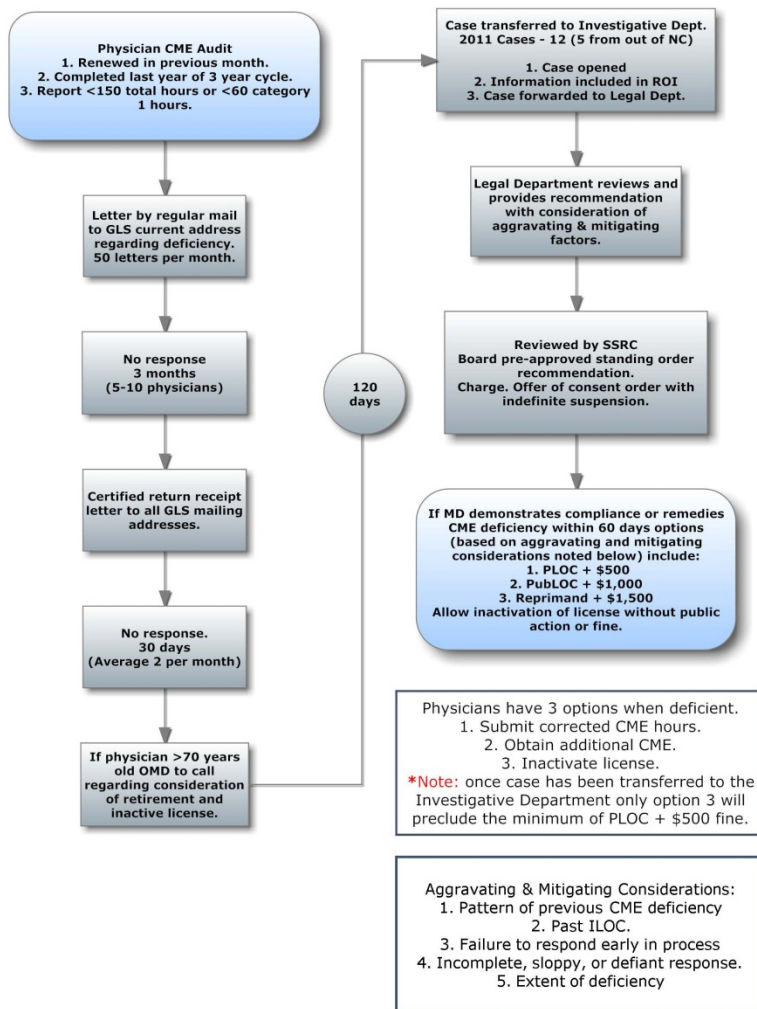 Physician CME Audit
1. Renewed in previous month.
2. Completed last year of 3 year cycle.
3. Report <150 total hours or <60 category
1 hours.
Letter by regular mail
to GLS current address
regarding deficiency.
50 letters per month.
No response
3 months
(5-10 physicians)
Certified return receipt
letter to all GLS mailing
addresses.
No response.
30 days
(Average 2 per month)
If physician >70 years
old OMD to call
regarding consideration
of retirement and
inactive license.
120
days
Case transferred to Investigative Dept.
2011 Cases - 12 (5 from out of NC)
1. Case opened
2. Information included in ROI
3. Case forwarded to Legal Dept.
Legal Department reviews and
provides recommendation
with consideration of
aggravating & mitigating
factors.
Reviewed by SSRC
Board pre-approved standing order
recommendation.
Charge. Offer of consent order with
indefinite suspension.
If MD demonstrates compliance or remedies
CME deficiency within 60 days options
(based on aggravating and mitigating
considerations noted below) include:
1. PLOC + $500
2. PubLOC + $1,000
3. Reprimand + $1,500
Allow inactivation of license without public
action or fine.
Physicians have 3 options when deficient.
1. Submit corrected CME hours.
2. Obtain additional CME.
3. Inactivate license.
*Note: once case has been transferred to the
Investigative Department only option 3 will
preclude the minimum of PLOC + $500 fine.
Aggravating & Mitigating Considerations:
1. Pattern of previous CME deficiency
2. Past ILOC.
3. Failure to respond early in process
4. Incomplete, sloppy, or defiant response.
5. Extent of deficiency